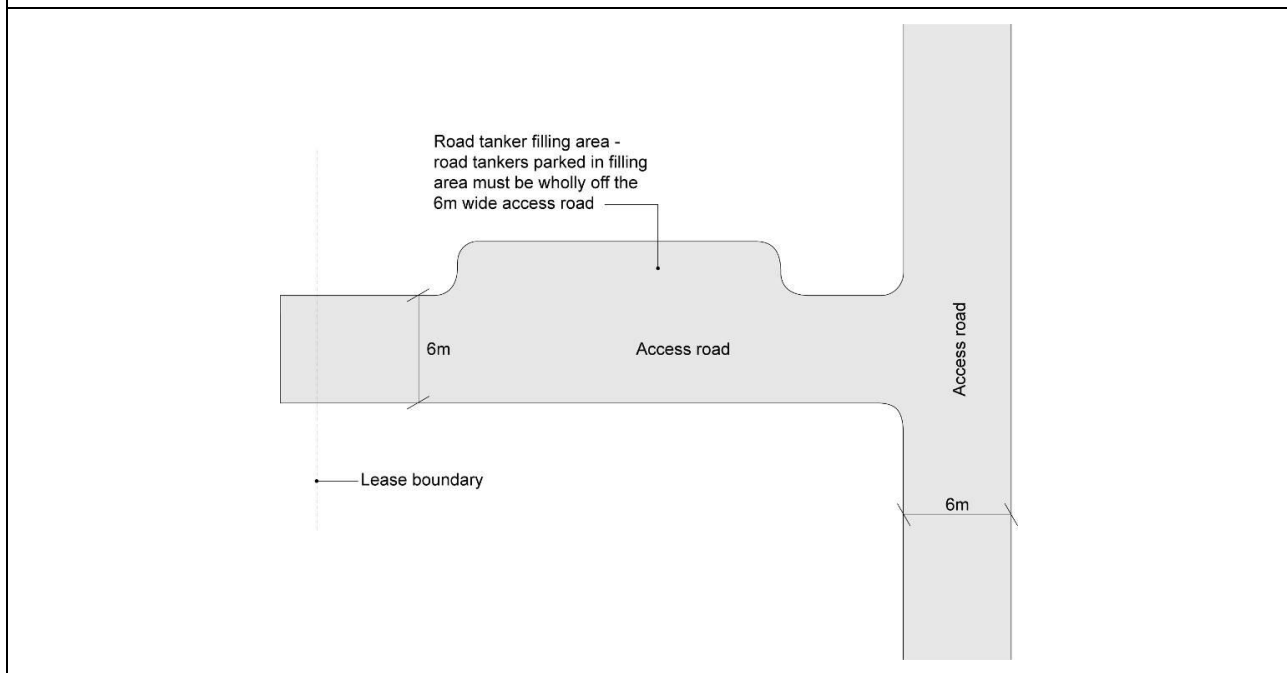 Road tanker filling area -
road tankers parked in filling
area must be wholly off the
6m wide access road
6m
Access road
Access road
Lease boundary
6m